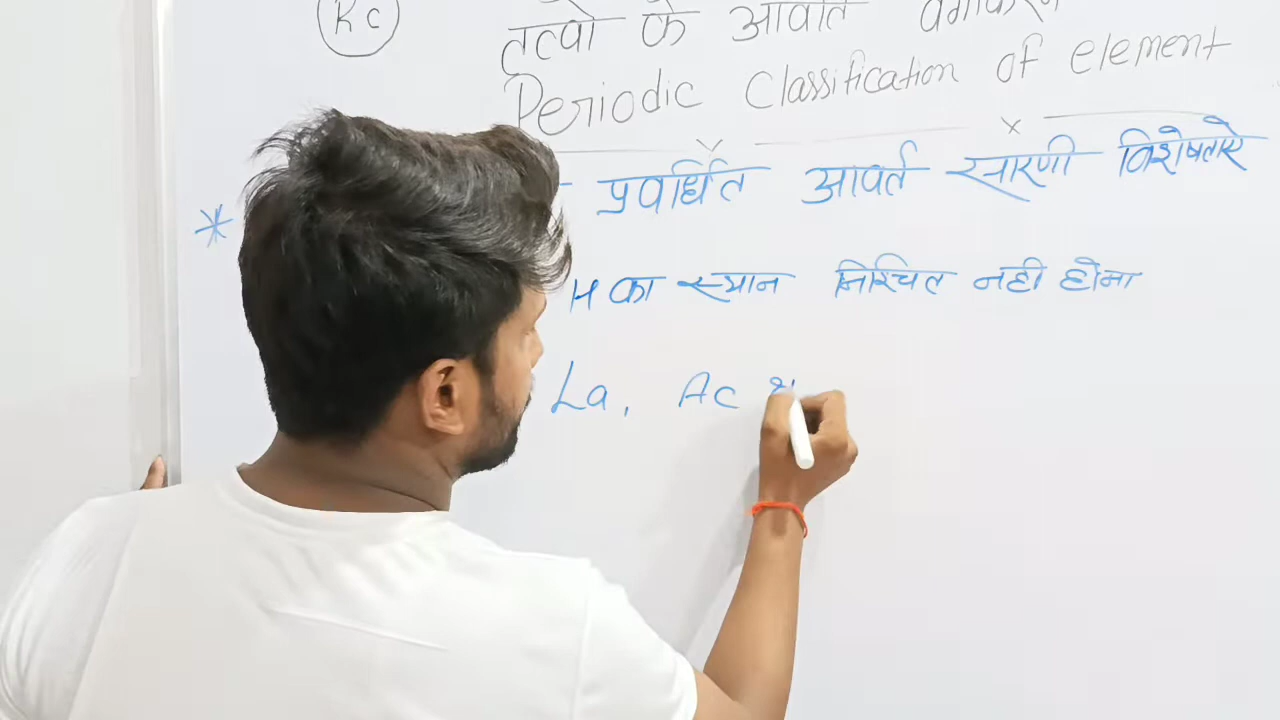 Rc
तत्वो के आवर्त वर्गीकरण
Periodic Classification of element
* प्रवर्धित आवर्त सारणी विशेषताऐ
H का स्थान निश्चित नही होना
La, Ac